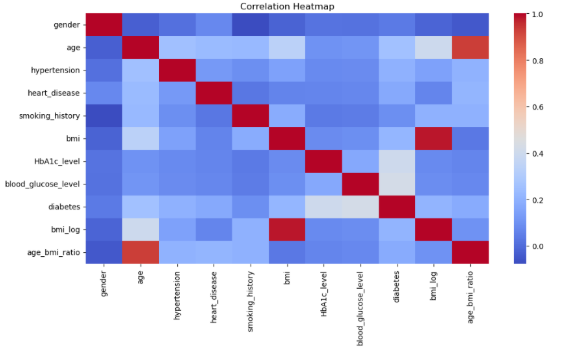 Correlation Heatmap
gender
age
hypertension
heart_disease
smoking_history
bmi
HbA1c_level
blood_glucose_level
diabetes
bmi_log
age_bmi_ratio
gender
age
hypertension
heart_disease
smoking_history
bmi
HbA1c_level
blood_glucose_level
diabetes
bmi_log
age_bmi_ratio
1.0
0.8
0.6
0.4
0.2
0.0